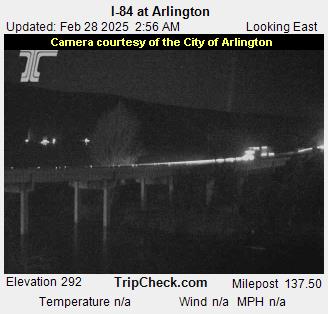 I-84 at Arlington
Updated: Feb 28 2025 2:56 AM Looking East
Camera courtesy of the City of Arlington
Elevation 292 TripCheck.com Milepost 137.50
Temperature n/a Wind n/a MPH n/a